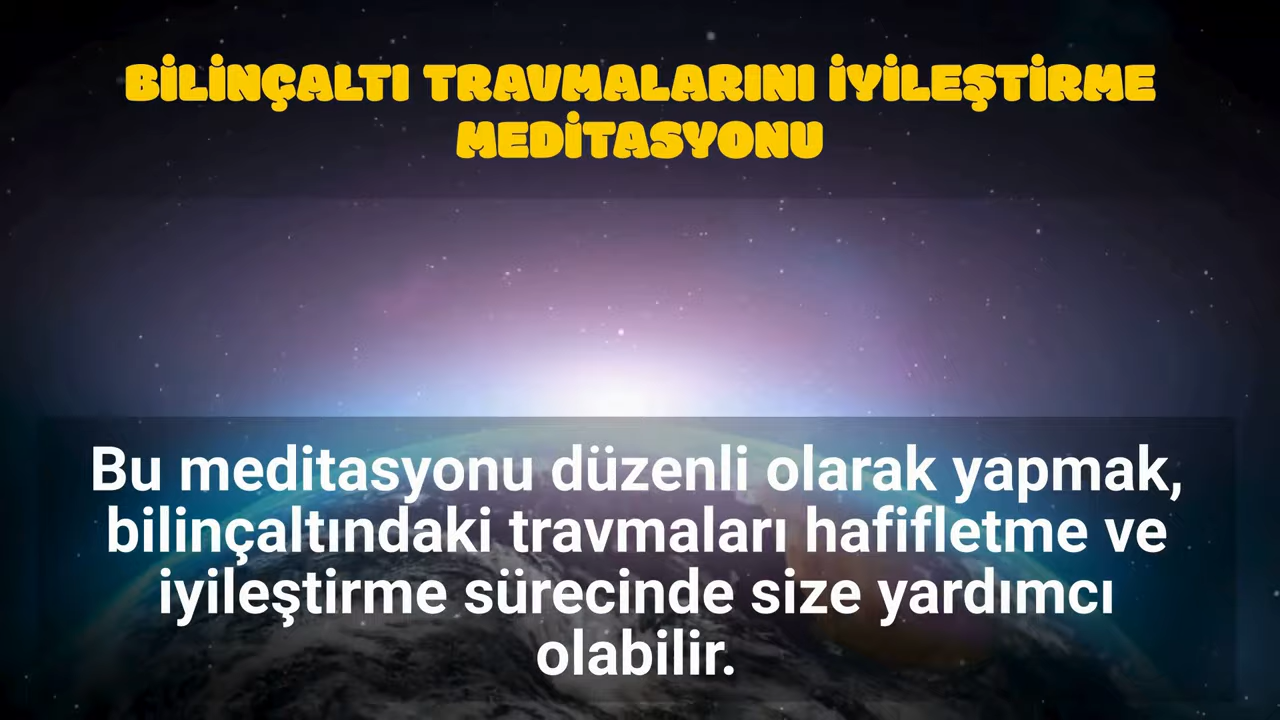 BİLİNÇALTI TRAVMALARINI İYİLEŞTİRME
MEDİTASYONU
Bu meditasyonu düzenli olarak yapmak,
bilinçaltındaki travmaları hafifletme ve
iyileştirme sürecinde size yardımcı
olabilir.